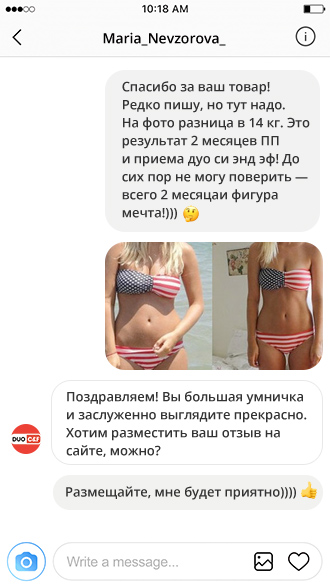 10:18 AM
Maria_Nevzorova_
Спасибо за ваш товар!
Редко пишу, но тут надо.
На фото разница в 14 кг. Это
результат 2 месяцев ПП
и приема дуо си энд эф! До
сих пор не могу поверить —
всего 2 месяцаи фигура
мечта!)))
Поздравляем! Вы большая умничка
и заслуженно выглядите прекрасно.
Хотим разместить ваш отзыв на
сайте, можно?
DUO C&F
Размещайте, мне будет приятно))))
Write a message...